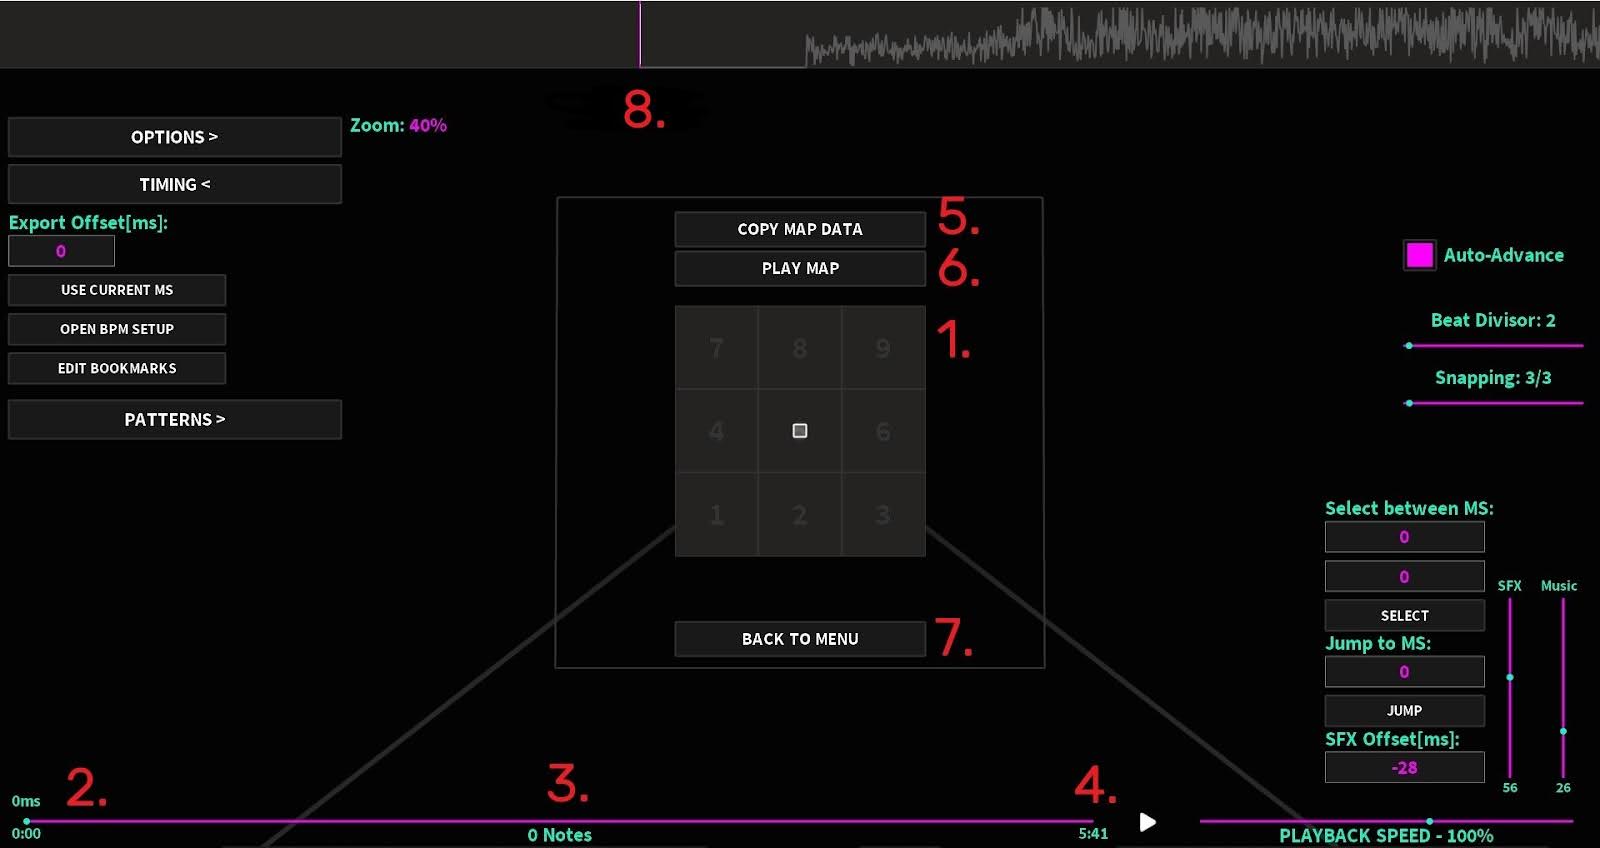 8.
OPTIONS >
Zoom: 40%
TIMING <
Export Offset[ms]:
0
USE CURRENT MS
OPEN BPM SETUP
EDIT BOOKMARKS
PATTERNS >
COPY MAP DATA
5.
PLAY MAP
6.
7 8 9
1.
4 6
1 2 3
BACK TO MENU
7.
Auto-Advance
Beat Divisor: 2
Snapping: 3/3
Select between MS:
0
0
SELECT
Jump to MS:
0
JUMP
SFX Offset[ms]:
-28
SFX Music
56 26
2.
3.
4.
0ms
0:00
0 Notes
5:41
PLAYBACK SPEED - 100%